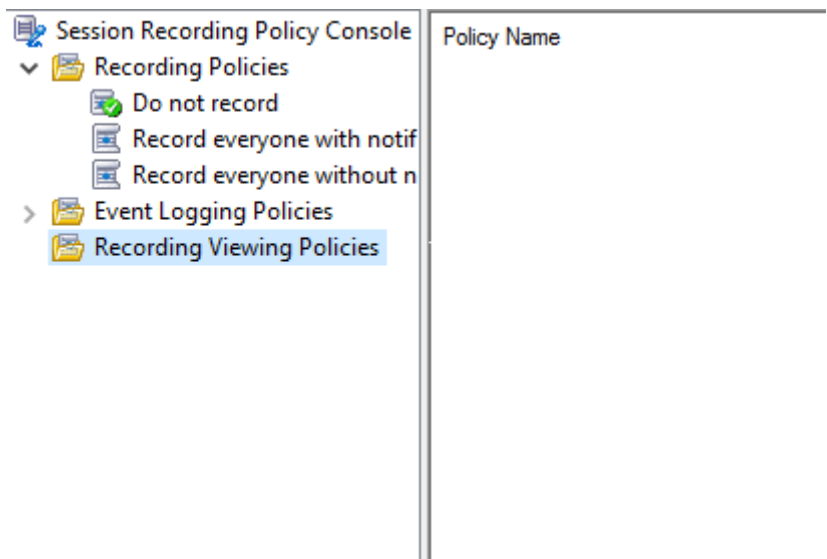 Session Recording Policy Console
Recording Policies
Do not record
Record everyone with notif
Record everyone without n
Event Logging Policies
Recording Viewing Policies
Policy Name